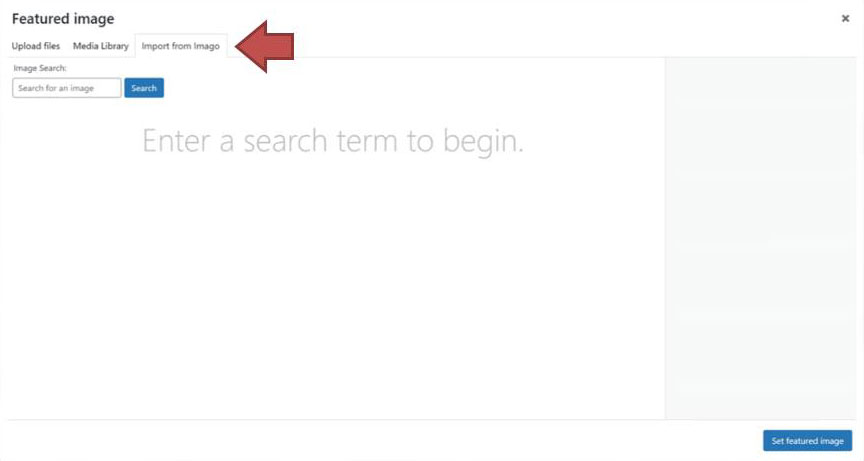 Featured image
Upload files Media Library Import from Imago
Image Search:
Search for an image Search
Enter a search term to begin.
Set featured image